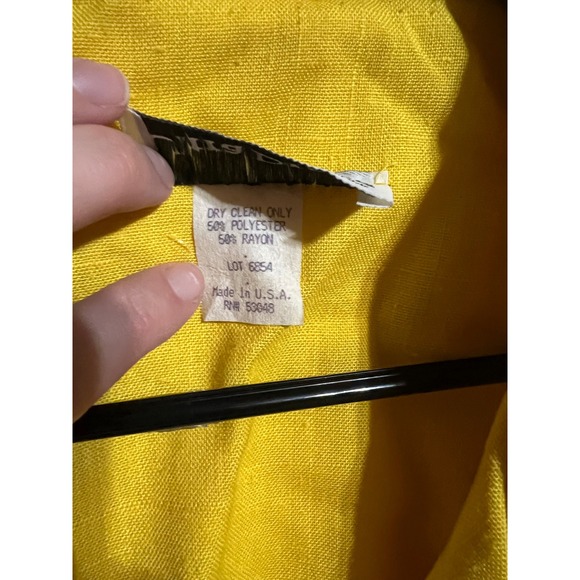 DRY CLEAN ONLY
50% POLYESTER
50% RAYON
LOT 6854
Made in U.S.A.
RN# 53048